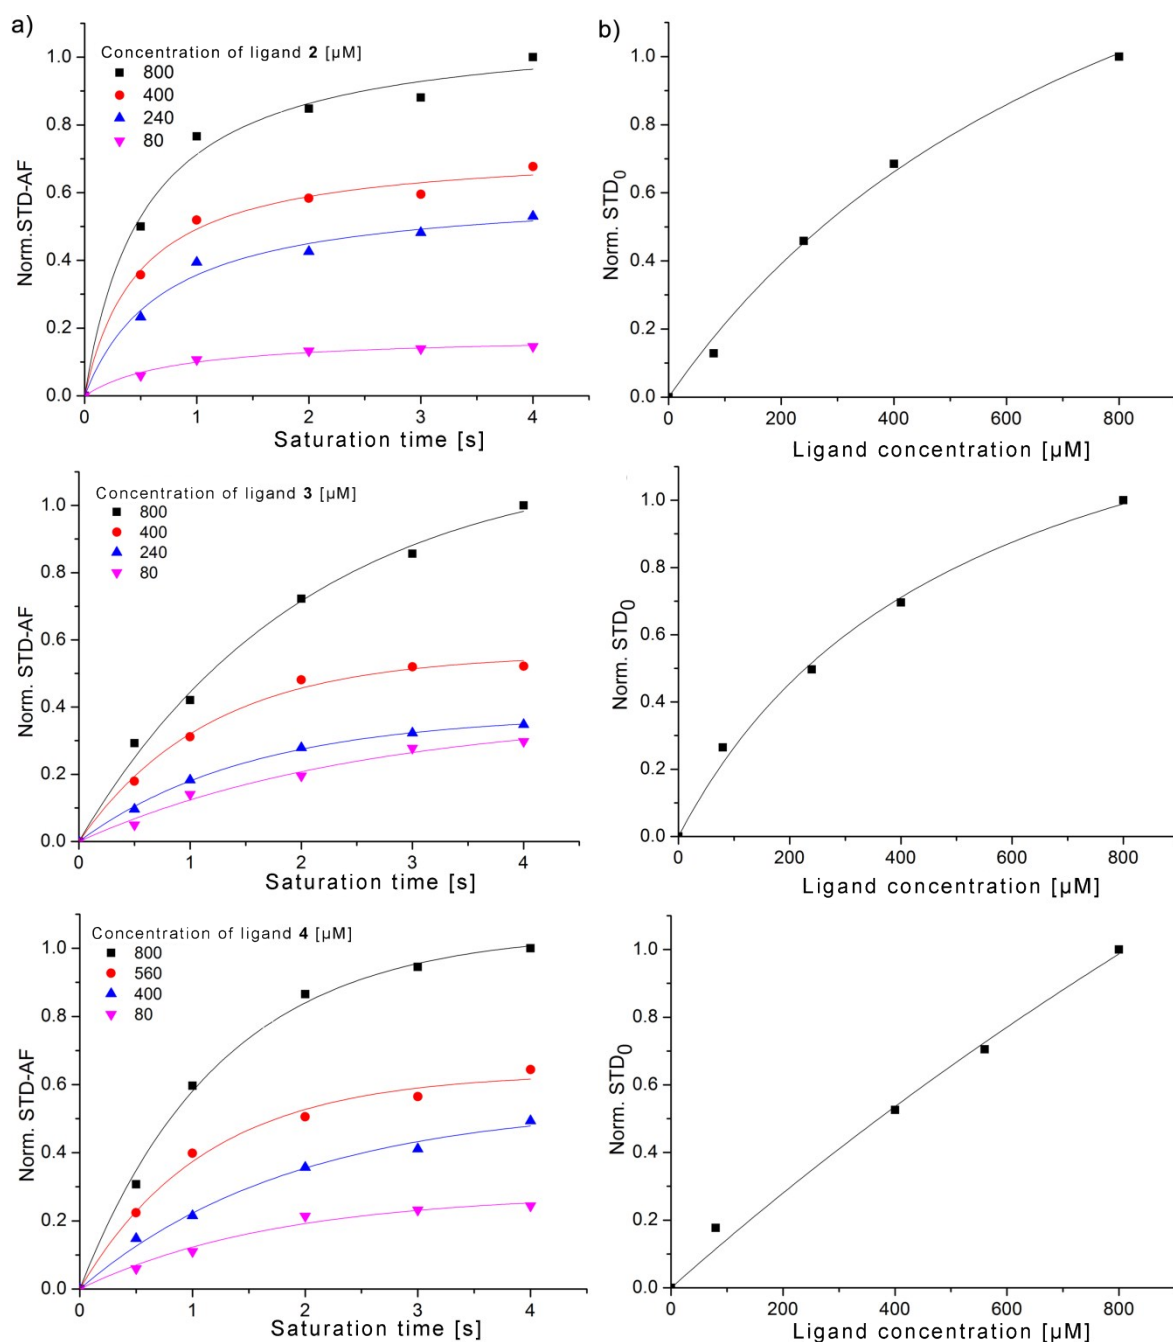 a)
Concentration of ligand 2 [µM]
800
400
240
80
Norm.STD-AF
1.0
0.8
0.6
0.4
0.2
0.0
0 1 2 3 4
Saturation time [s]
b)
Norm. STD0
1.0
0.8
0.6
0.4
0.2
0.0
0 200 400 600 800
Ligand concentration [µM]
Concentration of ligand 3 [µM]
800
400
240
80
Norm. STD-AF
1.0
0.8
0.6
0.4
0.2
0.0
0 1 2 3 4
Saturation time [s]
Norm. STD0
1.0
0.8
0.6
0.4
0.2
0.0
0 200 400 600 800
Ligand concentration [µM]
Concentration of ligand 4 [µM]
800
560
400
80
Norm. STD-AF
1.0
0.8
0.6
0.4
0.2
0.0
0 1 2 3 4
Saturation time [s]
Norm. STD0
1.0
0.8
0.6
0.4
0.2
0.0
0 200 400 600 800
Ligand concentration [µM]